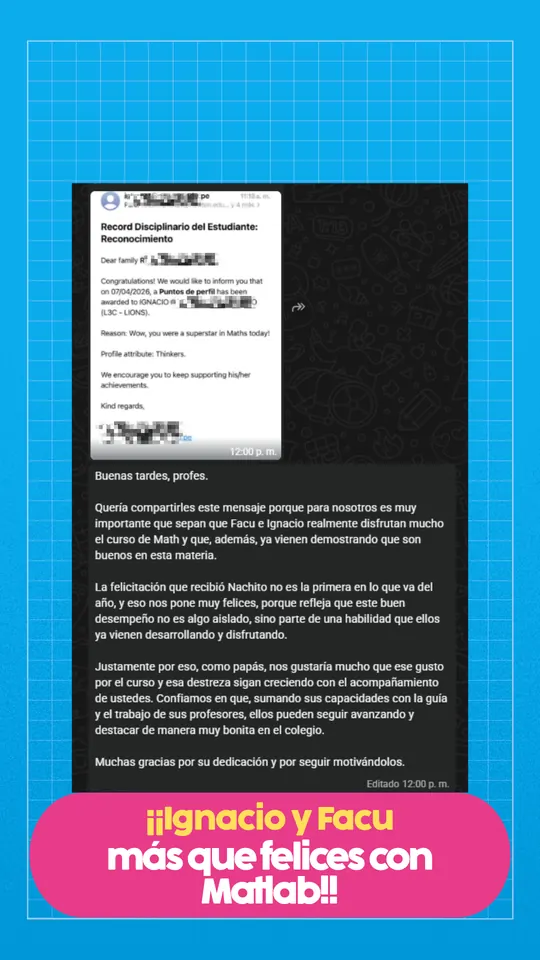 .pe
11:13 a. m.
y 4 más >
Record Disciplinario del Estudiante:
Reconocimiento
Dear family
Congratulations! We would like to inform you that
on 07/04/2026, a Puntos de perfil has been
awarded to IGNACIO
(L3C - LIONS).
Reason: Wow, you were a superstar in Maths today!
Profile attribute: Thinkers.
We encourage you to keep supporting his/her
achievements.
Kind regards,
12:00 p. m.
Buenas tardes, profes.
Quería compartirles este mensaje porque para nosotros es muy
importante que sepan que Facu e Ignacio realmente disfrutan mucho
el curso de Math y que, además, ya vienen demostrando que son
buenos en esta materia.
La felicitación que recibió Nachito no es la primera en lo que va del
año, y eso nos pone muy felices, porque refleja que este buen
desempeño no es algo aislado, sino parte de una habilidad que ellos
ya vienen desarrollando y disfrutando.
Justamente por eso, como papás, nos gustaría mucho que ese gusto
por el curso y esa destreza sigan creciendo con el acompañamiento
de ustedes. Confiamos en que, sumando sus capacidades con la guía
y el trabajo de sus profesores, ellos pueden seguir avanzando y
destacar de manera muy bonita en el colegio.
Muchas gracias por su dedicación y por seguir motivándolos.
Editado 12:00 p. m.
¡¡Ignacio y Facu
más que felices con
Matlab!!